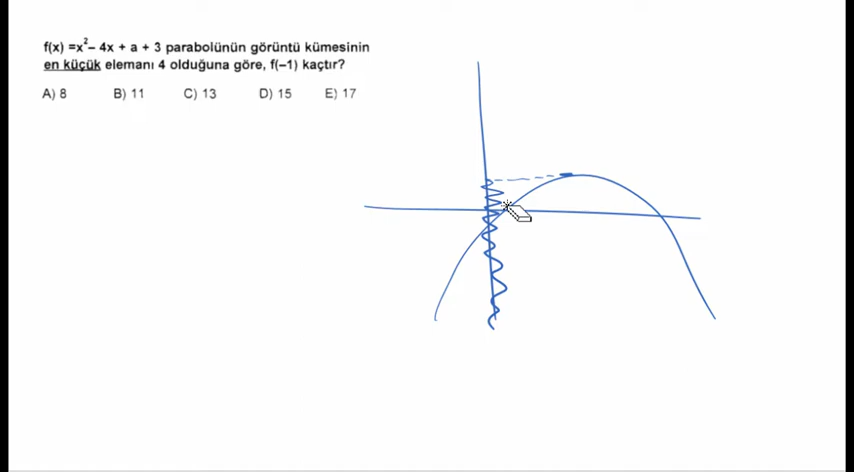 f(x) =x²– 4x + a + 3 parabolünün görüntü kümesinin
en küçük elemanı 4 olduğuna göre, f(–1) kaçtır?
A) 8 B) 11 C) 13 D) 15 E) 17